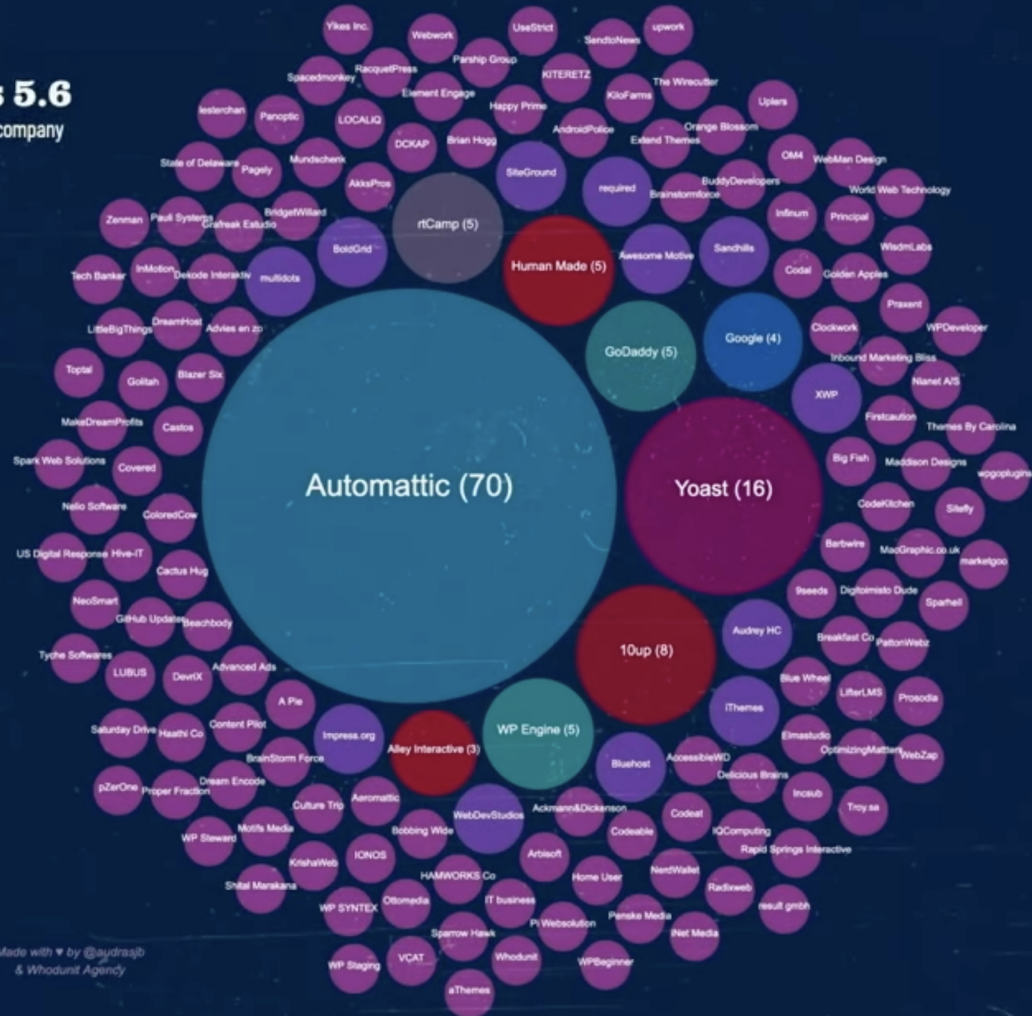 Yikes Inc.
Webwork
UseStrict
SendtoNews
upwork
Spacedmonkey
RacquetPress
Parship Group
KITERETZ
The Wirecutter
s 5.6
company
lesterchan
Panoptic
LOCALiQ
Element Engage
Happy Prime
KiloFarms
Uplers
DCKAP
Brian Hogg
AndroidPolice
Extend Themes
Orange Blossom
State of Delaware
Pagely
Mundschenk
AkksPros
SiteGround
required
Brainstormforce
BuddyDevelopers
OM4
WebMan Design
World Web Technology
Zenman
Pauli Systems
Grafreak Estudio
BridgetWillard
BoldGrid
rtCamp (5)
Human Made (5)
Awesome Motive
Sandhills
Infinum
Principal
WisdmLabs
Tech Banker
InMotion
Dekode Interaktiv
multidots
Codal
Golden Apples
Praxent
LittleBigThings
DreamHost
Advies en zo
GoDaddy (5)
Google (4)
Clockwork
WPDeveloper
Toptal
Golitah
Blazer Six
Inbound Marketing Bliss
Nianet A/S
XWP
MakeDreamProfits
Castos
Firstcaution
Themes By Carolina
Spark Web Solutions
Covered
Automattic (70)
Yoast (16)
Big Fish
Maddison Designs
wpgoplugins
Nelio Software
ColoredCow
CodeKitchen
Sitefly
US Digital Response
Hive-IT
Cactus Hug
Barbwire
MacGraphic.co.uk
marketgoo
NeoSmart
GitHub Updater
Beachbody
9seeds
Digitoimisto Dude
Sparhell
Tyche Softwares
LUBUS
DevriX
Advanced Ads
10up (8)
Audrey HC
Breakfast Co
PattonWebz
A Pie
iThemes
Blue Wheel
LifterLMS
Prosodia
Saturday Drive
Haathi Co
Content Pilot
Impress.org
Alley Interactive (3)
WP Engine (5)
Elmastudio
OptimizingMatters
WebZap
BrainStorm Force
Bluehost
AccessibleWD
Delicious Brains
pZerOne
Proper Fraction
Dream Encode
Culture Trip
Aeromattic
WebDevStudios
Ackmann&Dickenson
Codeat
Incsub
Troy.sa
WP Steward
Motifs Media
Bobbing Wide
Codeable
IQComputing
Rapid Springs Interactive
KrishaWeb
IONOS
Arbisoft
Shital Marakana
HAMWORKS Co
Home User
NerdWallet
Radixweb
WP SYNTEX
Ottomedia
IT business
Penske Media
result gmbh
Sparrow Hawk
Pi Websolution
iNet Media
Made with ♥ by @audrasjb
& Whodunit Agency
WP Staging
VCAT
Whodunit
WPBeginner
aThemes